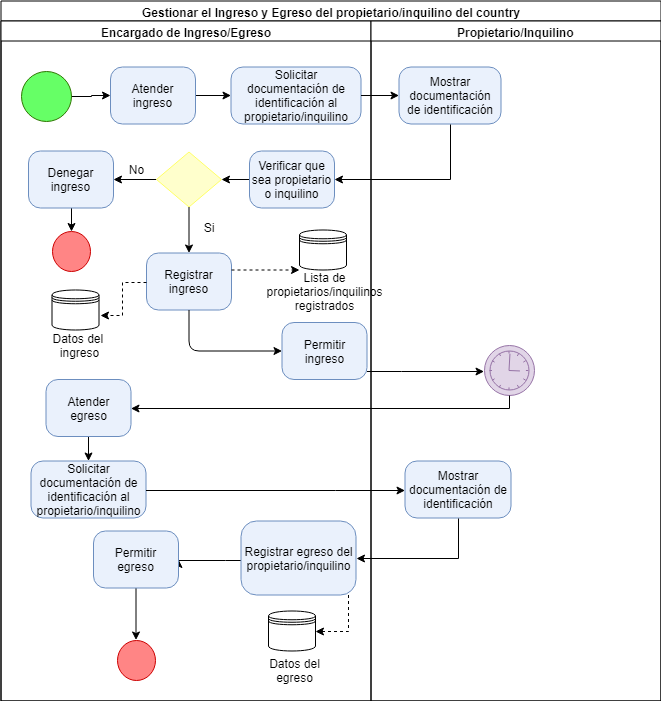 Gestionar el Ingreso y Egreso del propietario/inquilino del country
Encargado de Ingreso/Egreso
Propietario/Inquilino
Atender
ingreso
Solicitar
documentación de
identificación al
propietario/inquilino
Mostrar
documentación
de identificación
Denegar
ingreso
No
Verificar que
sea propietario
o inquilino
Si
Registrar
ingreso
Lista de
propietarios/inquilinos
registrados
Datos del
ingreso
Permitir
ingreso
Atender
egreso
Solicitar
documentación de
identificación al
propietario/inquilino
Mostrar
documentación de
identificación
Permitir
egreso
Registrar egreso del
propietario/inquilino
Datos del
egreso